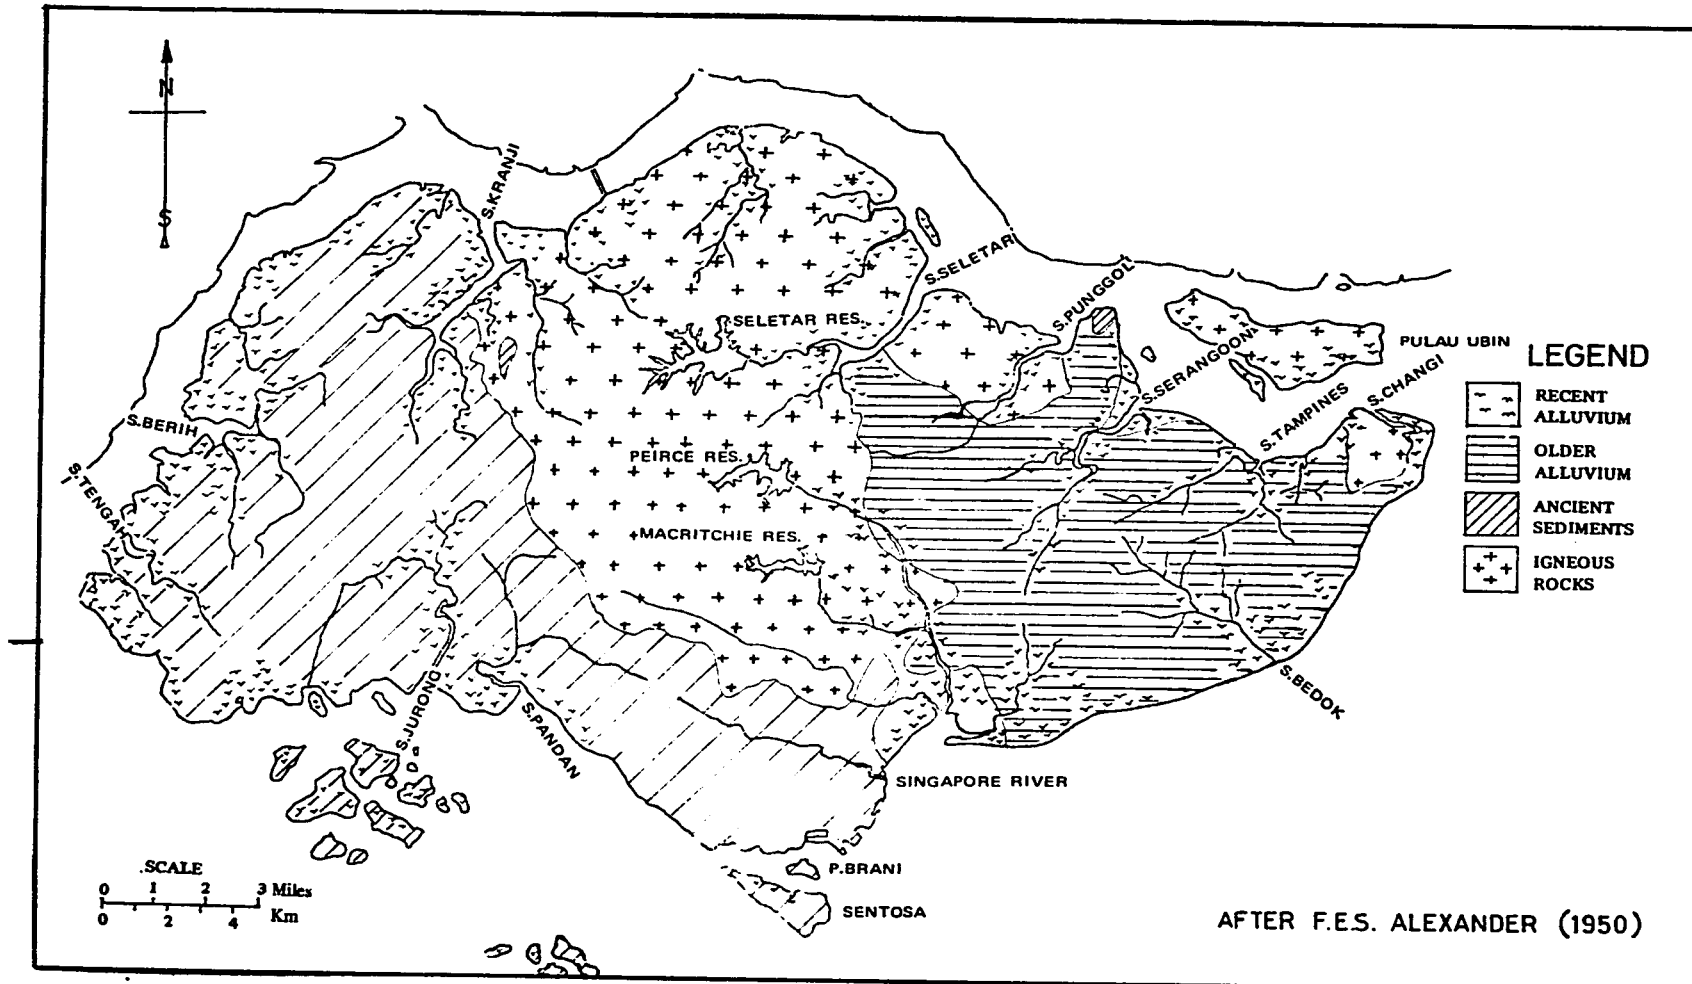 N
S
S.KRANJI
S.SELETAR
S.PUNGGOL
SELETAR RES.
S.SERANGOON
PULAU UBIN
S.TAMPINES
S.CHANGI
S.BERIH
S.TENGAH
PEIRCE RES.
MACRITCHIE RES.
S.JURONG
S.PANDAN
S.BEDOK
SINGAPORE RIVER
P.BRANI
SENTOSA
LEGEND
RECENT
ALLUVIUM
OLDER
ALLUVIUM
ANCIENT
SEDIMENTS
IGNEOUS
ROCKS
SCALE
0 1 2 3 Miles
0 2 4 Km
AFTER F.E.S. ALEXANDER (1950)